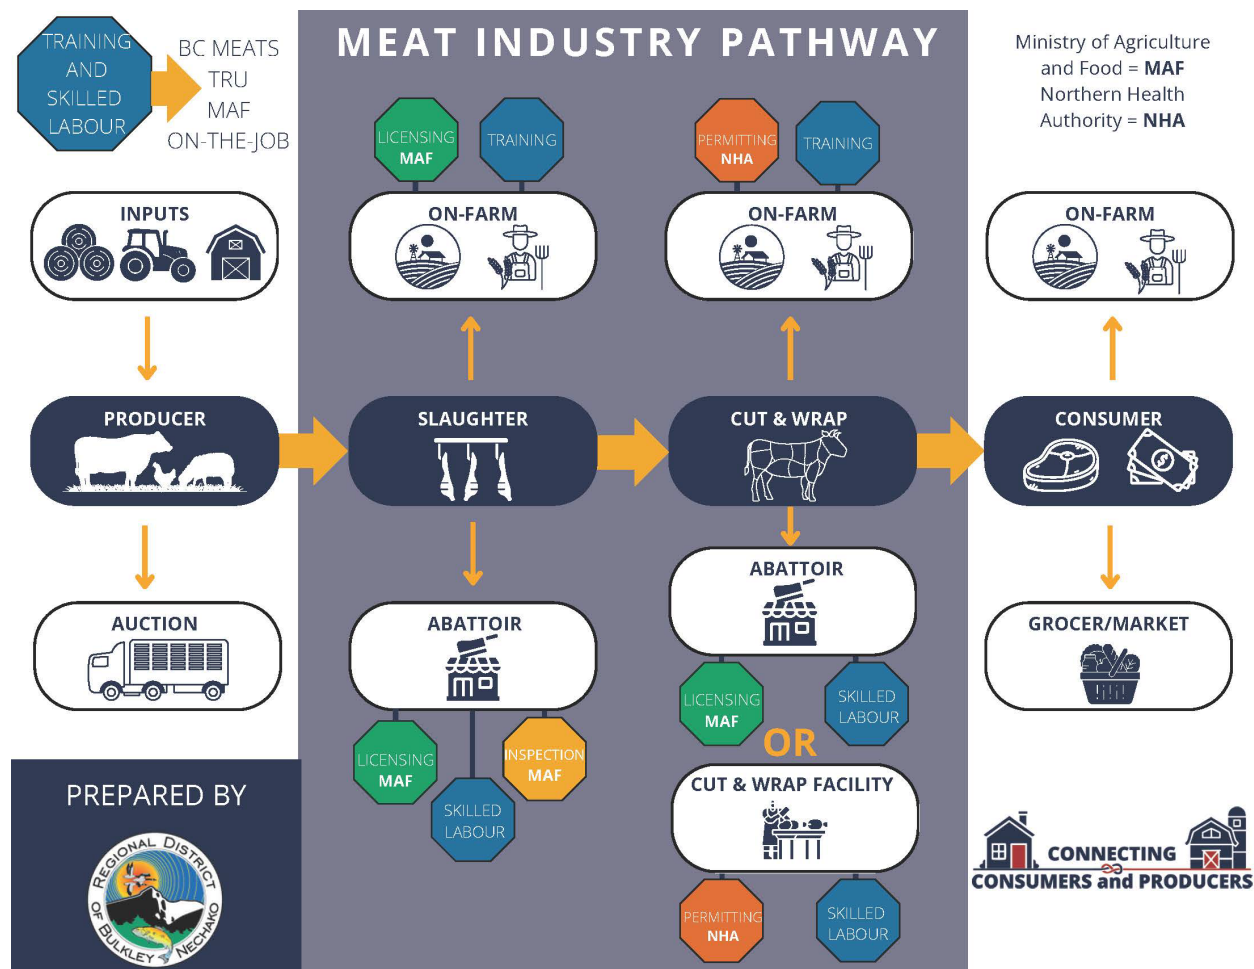 MEAT INDUSTRY PATHWAY
TRAINING
AND
SKILLED
LABOUR
BC MEATS
TRU
MAF
ON-THE-JOB
Ministry of Agriculture
and Food = MAF
Northern Health
Authority = NHA
LICENSING
MAF
TRAINING
PERMITTING
NHA
TRAINING
INPUTS
ON-FARM
ON-FARM
ON-FARM
PRODUCER
SLAUGHTER
CUT & WRAP
CONSUMER
$
AUCTION
ABATTOIR
LICENSING
MAF
SKILLED
LABOUR
INSPECTION
MAF
ABATTOIR
LICENSING
MAF
SKILLED
LABOUR
OR
CUT & WRAP FACILITY
PERMITTING
NHA
SKILLED
LABOUR
GROCER/MARKET
PREPARED BY
REGIONAL DISTRICT
OF BULKLEY NECHAKO
CONNECTING
CONSUMERS and PRODUCERS